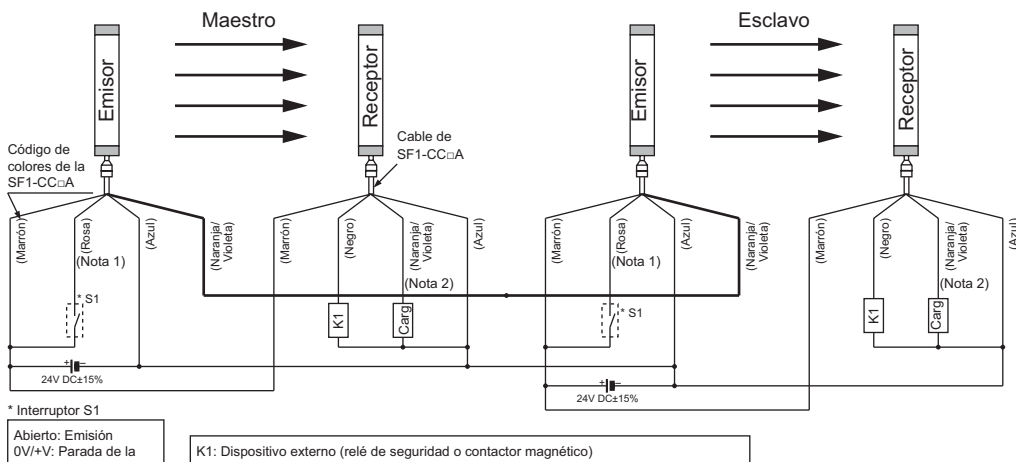 Maestro
Esclavo
Emisor
Receptor
Emisor
Receptor
Código de
colores de la
SF1-CC□A
Cable de
SF1-CC□A
(Marrón)
(Rosa)
(Azul)
(Naranja/
Violeta)
(Marrón)
(Negro)
(Naranja/
Violeta)
(Azul)
(Marrón)
(Rosa)
(Azul)
(Naranja/
Violeta)
(Marrón)
(Negro)
(Naranja/
Violeta)
(Azul)
(Nota 1)
(Nota 2)
(Nota 1)
(Nota 2)
* S1
K1
Carg
* S1
K1
Carg
+ –
24V DC±15%
+ –
24V DC±15%
* Interruptor S1
Abierto: Emisión
0V/+V: Parada de la
K1: Dispositivo externo (relé de seguridad o contactor magnético)